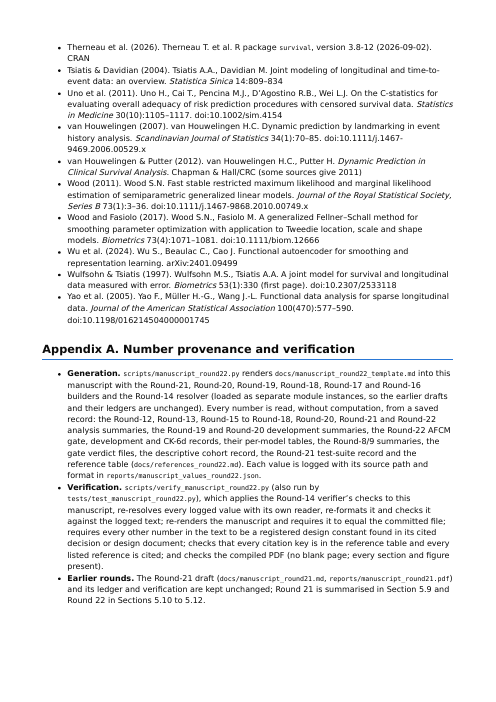 • Therneau et al. (2026). Therneau T. et al. R package survival, version 3.8-12 (2026-09-02).
CRAN
• Tsiatis & Davidian (2004). Tsiatis A.A., Davidian M. Joint modeling of longitudinal and time-to-
event data: an overview. Statistica Sinica 14:809–834
• Uno et al. (2011). Uno H., Cai T., Pencina M.J., D’Agostino R.B., Wei L.J. On the C-statistics for
evaluating overall adequacy of risk prediction procedures with censored survival data. Statistics
in Medicine 30(10):1105–1117. doi:10.1002/sim.4154
• van Houwelingen (2007). van Houwelingen H.C. Dynamic prediction by landmarking in event
history analysis. Scandinavian Journal of Statistics 34(1):70–85. doi:10.1111/j.1467-
9469.2006.00529.x
• van Houwelingen & Putter (2012). van Houwelingen H.C., Putter H. Dynamic Prediction in
Clinical Survival Analysis. Chapman & Hall/CRC (some sources give 2011)
• Wood (2011). Wood S.N. Fast stable restricted maximum likelihood and marginal likelihood
estimation of semiparametric generalized linear models. Journal of the Royal Statistical Society,
Series B 73(1):3–36. doi:10.1111/j.1467-9868.2010.00749.x
• Wood and Fasiolo (2017). Wood S.N., Fasiolo M. A generalized Fellner–Schall method for
smoothing parameter optimization with application to Tweedie location, scale and shape
models. Biometrics 73(4):1071–1081. doi:10.1111/biom.12666
• Wu et al. (2024). Wu S., Beaulac C., Cao J. Functional autoencoder for smoothing and
representation learning. arXiv:2401.09499
• Wulfsohn & Tsiatis (1997). Wulfsohn M.S., Tsiatis A.A. A joint model for survival and longitudinal
data measured with error. Biometrics 53(1):330 (first page). doi:10.2307/2533118
• Yao et al. (2005). Yao F., Müller H.-G., Wang J.-L. Functional data analysis for sparse longitudinal
data. Journal of the American Statistical Association 100(470):577–590.
doi:10.1198/016214504000001745
Appendix A. Number provenance and verification
• Generation. scripts/manuscript_round22.py renders docs/manuscript_round22_template.md into this
manuscript with the Round-21, Round-20, Round-19, Round-18, Round-17 and Round-16
builders and the Round-14 resolver (loaded as separate module instances, so the earlier drafts
and their ledgers are unchanged). Every number is read, without computation, from a saved
record: the Round-12, Round-13, Round-15 to Round-18, Round-20, Round-21 and Round-22
analysis summaries, the Round-19 and Round-20 development summaries, the Round-22 AFCM
gate, development and CK-6d records, their per-model tables, the Round-8/9 summaries, the
gate verdict files, the descriptive cohort record, the Round-21 test-suite record and the
reference table (docs/references_round22.md). Each value is logged with its source path and
format in reports/manuscript_values_round22.json.
• Verification. scripts/verify_manuscript_round22.py (also run by
tests/test_manuscript_round22.py), which applies the Round-14 verifier’s checks to this
manuscript, re-resolves every logged value with its own reader, re-formats it and checks it
against the logged text; re-renders the manuscript and requires it to equal the committed file;
requires every other number in the text to be a registered design constant found in its cited
decision or design document; checks that every citation key is in the reference table and every
listed reference is cited; and checks the compiled PDF (no blank page; every section and figure
present).
• Earlier rounds. The Round-21 draft (docs/manuscript_round21.md, reports/manuscript_round21.pdf)
and its ledger and verification are kept unchanged; Round 21 is summarised in Section 5.9 and
Round 22 in Sections 5.10 to 5.12.